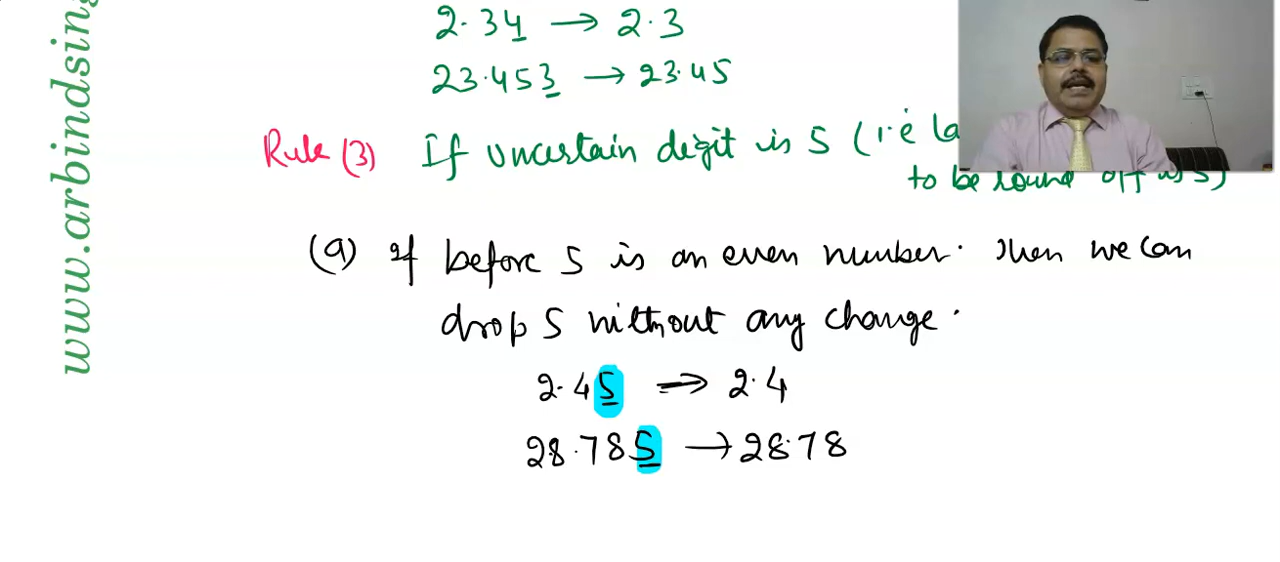 www.arbindsing
2.34 → 2.3
23.453 → 23.45
Rule (3) If uncertain digit is 5 (i.e la
to be round off is 5)
(a) If before 5 is an even number. Then we can
drop 5 without any change.
2.45 → 2.4
28.785 → 28.78